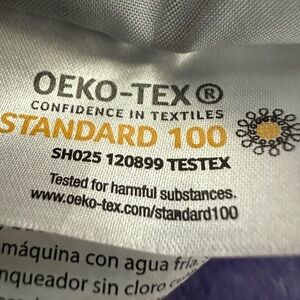 OEKO-TEX®
CONFIDENCE IN TEXTILES
STANDARD 100
SH025 120899 TESTEX
Tested for harmful substances.
www.oeko-tex.com/standard100
máquina con agua fría
nqueador sin cloro c